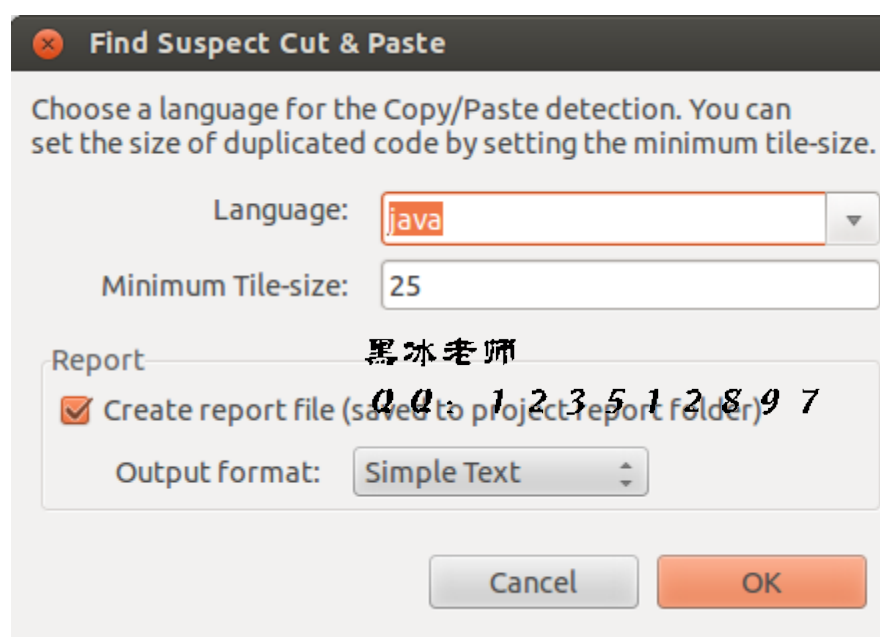 Find Suspect Cut & Paste
Choose a language for the Copy/Paste detection. You can
set the size of duplicated code by setting the minimum tile-size.
Language: java
Minimum Tile-size: 25
Report
黑冰老师
Create report file (saved to project report folder)
QQ: 123512897
Output format: Simple Text
Cancel OK